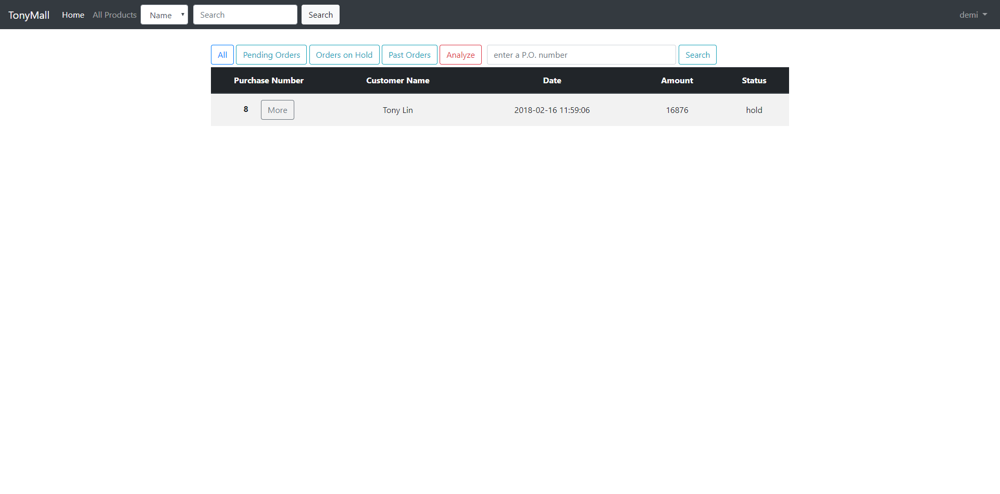 TonyMall Home All Products Name Search Search demi
All Pending Orders Orders on Hold Past Orders Analyze enter a P.O. number Search
Purchase Number Customer Name Date Amount Status
8 More Tony Lin 2018-02-16 11:59:06 16876 hold